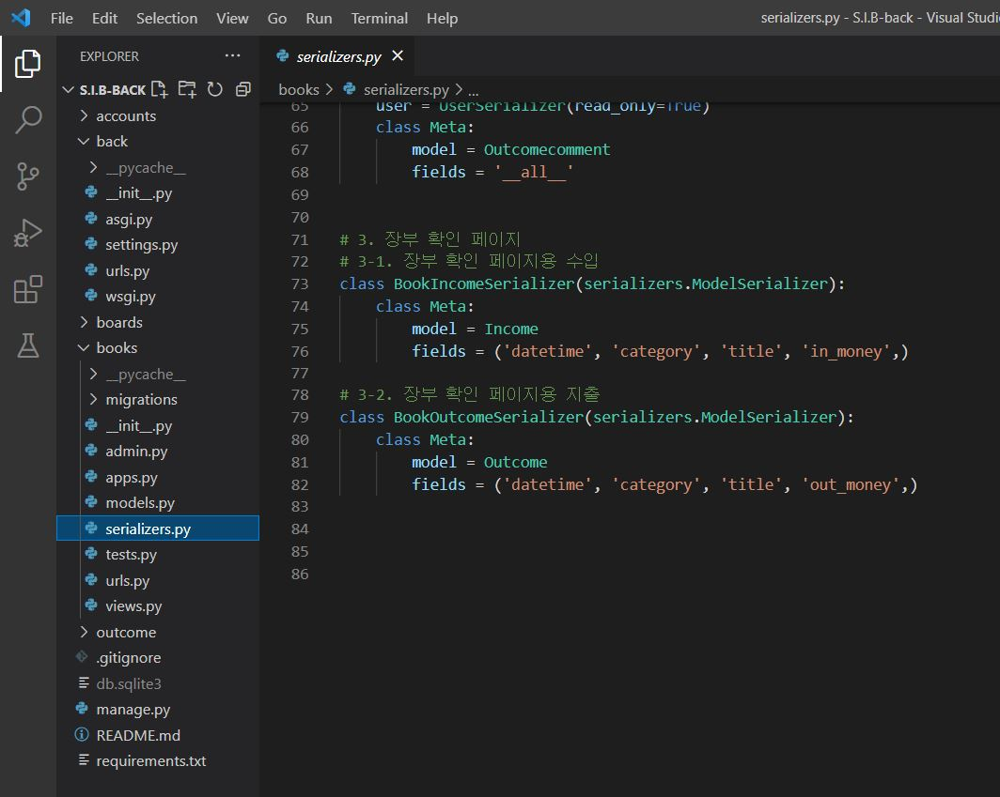 File Edit Selection View Go Run Terminal Help
serializers.py - S.I.B-back - Visual Studi
EXPLORER ...
S.I.B-BACK
accounts
back
__pycache__
__init__.py
asgi.py
settings.py
urls.py
wsgi.py
boards
books
__pycache__
migrations
__init__.py
admin.py
apps.py
models.py
serializers.py
tests.py
urls.py
views.py
outcome
.gitignore
db.sqlite3
manage.py
README.md
requirements.txt
serializers.py
books > serializers.py > ...
65 user = UserSerializer(read_only=True)
66 class Meta:
67 model = Outcomecomment
68 fields = '__all__'
69
70
71 # 3. 장부 확인 페이지
72 # 3-1. 장부 확인 페이지용 수입
73 class BookIncomeSerializer(serializers.ModelSerializer):
74 class Meta:
75 model = Income
76 fields = ('datetime', 'category', 'title', 'in_money',)
77
78 # 3-2. 장부 확인 페이지용 지출
79 class BookOutcomeSerializer(serializers.ModelSerializer):
80 class Meta:
81 model = Outcome
82 fields = ('datetime', 'category', 'title', 'out_money',)
83
84
85
86